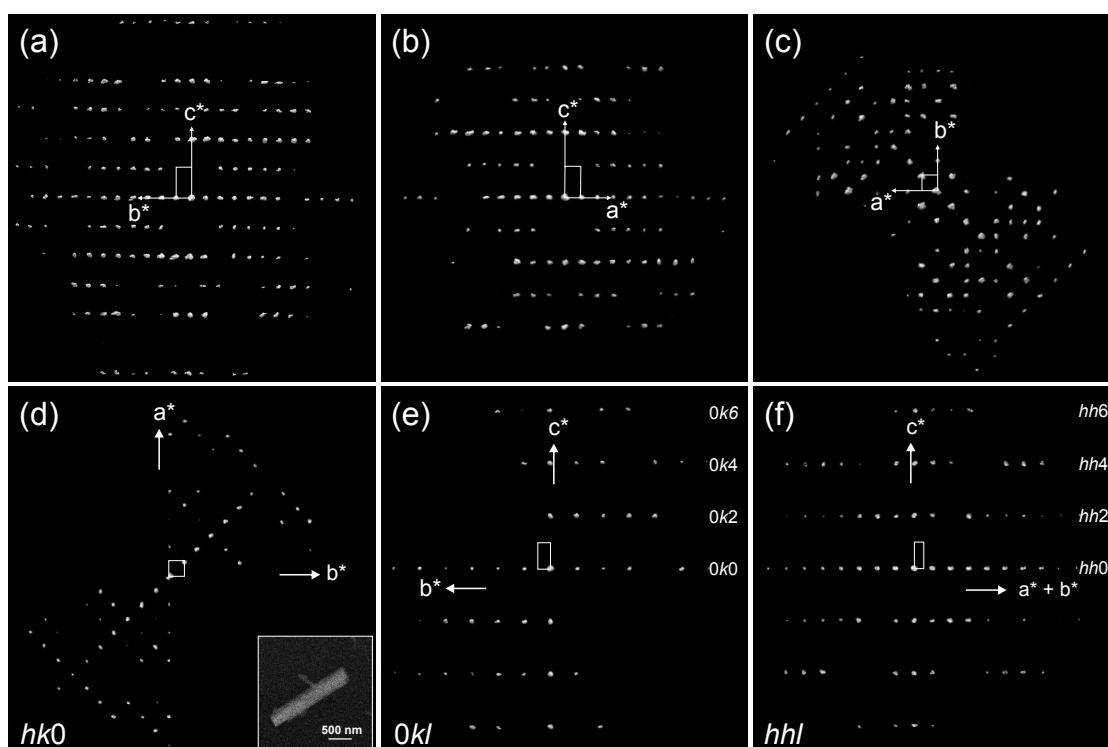 (a)
c*
b*
(b)
c*
a*
(c)
b*
a*
(d)
a*
b*
500 nm
hk0
(e)
c*
0k6
0k4
0k2
0k0
b*
0kl
(f)
c*
hh6
hh4
hh2
hh0
a* + b*
hhl